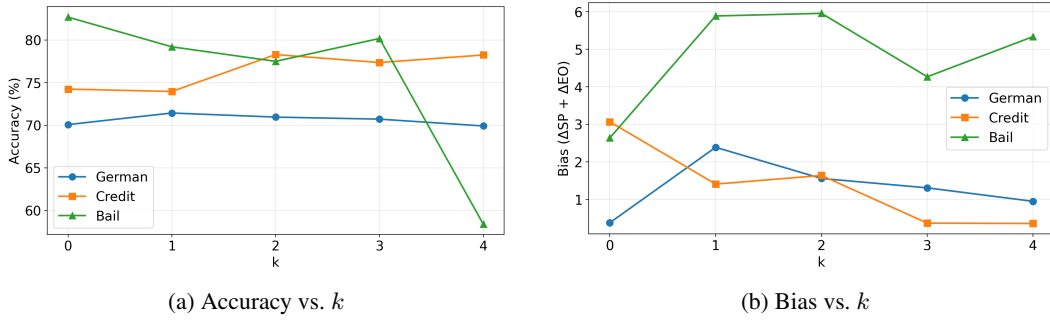 80
75
70
65
60
Accuracy (%)
German
Credit
Bail
0 1 2 3 4
k
(a) Accuracy vs. k
6
5
4
3
2
1
Bias (ΔSP + ΔEO)
German
Credit
Bail
0 1 2 3 4
k
(b) Bias vs. k